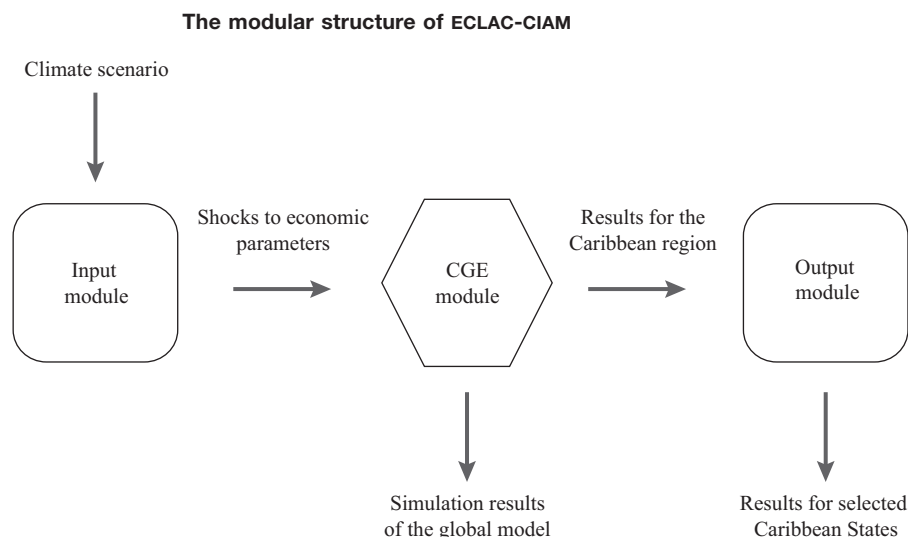 The modular structure of ECLAC-CIAM
Climate scenario
Input
module
Shocks to economic
parameters
CGE
module
Results for the
Caribbean region
Output
module
Simulation results
of the global model
Results for selected
Caribbean States